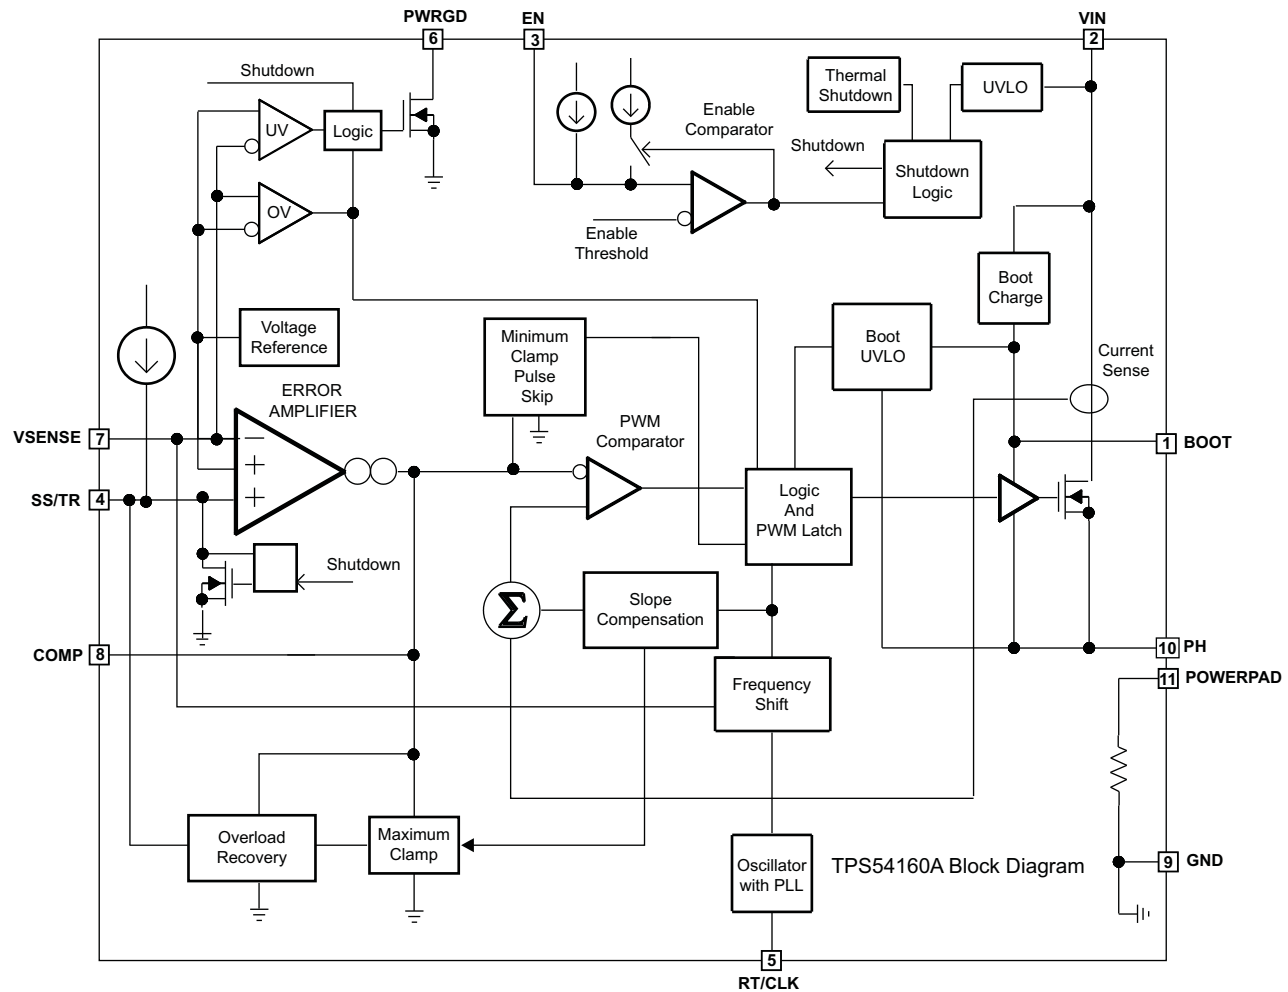 PWRGD
EN
VIN
6
3
2
Shutdown
Thermal
Shutdown
UVLO
UV
Logic
Enable
Comparator
Shutdown
Shutdown
Logic
OV
Enable
Threshold
Boot
Charge
Voltage
Reference
Minimum
Clamp
Pulse
Skip
Boot
UVLO
Current
Sense
ERROR
AMPLIFIER
PWM
Comparator
VSENSE
7
−
+
+
1
BOOT
SS/TR
4
Logic
And
PWM Latch
Shutdown
Σ
Slope
Compensation
COMP
8
10
PH
11
POWERPAD
Frequency
Shift
Overload
Recovery
Maximum
Clamp
Oscillator
with PLL
TPS54160A Block Diagram
9
GND
5
RT/CLK